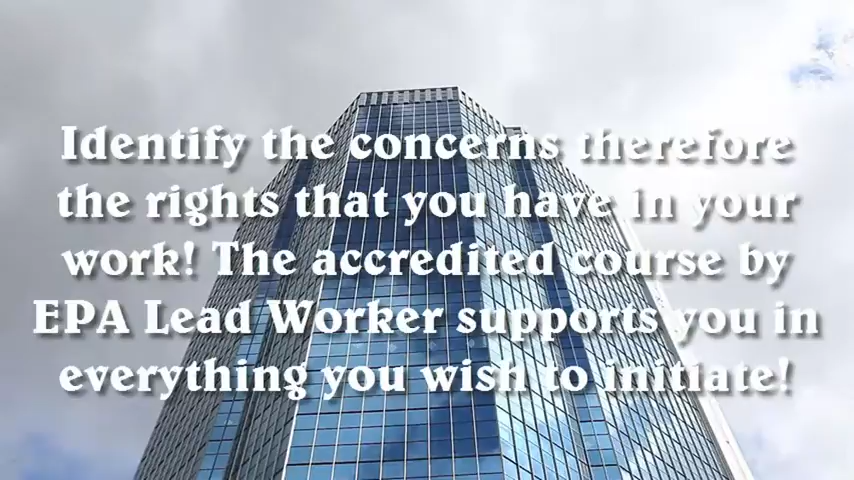 Identify the concerns therefore
the rights that you have in your
work! The accredited course by
EPA Lead Worker supports you in
everything you wish to initiate!